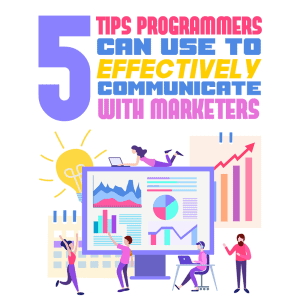 5
TIPS PROGRAMMERS
CAN USE TO
EFFECTIVELY
COMMUNICATE
WITH MARKETERS